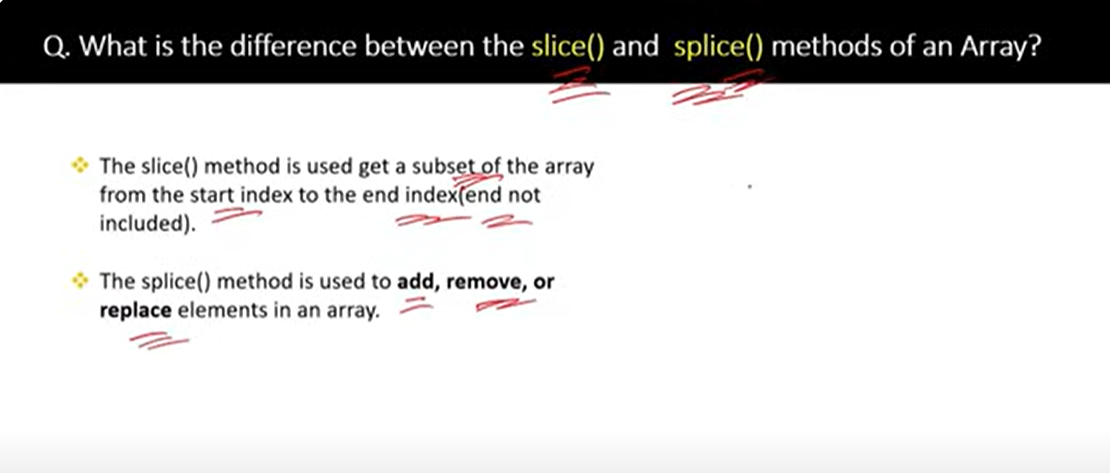 Q. What is the difference between the slice() and splice() methods of an Array?
The slice() method is used get a subset of the array
from the start index to the end index(end not
included).
The splice() method is used to add, remove, or
replace elements in an array.